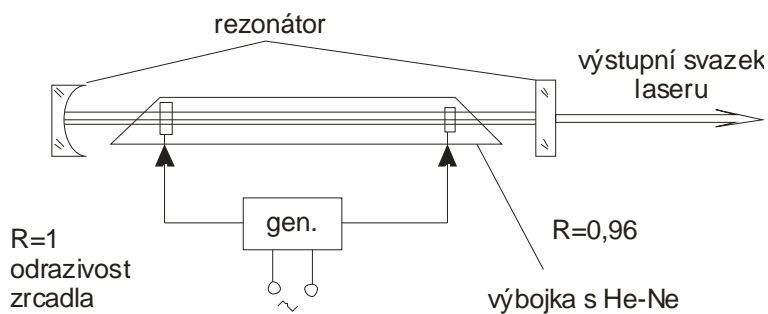 rezonátor
výstupní svazek
laseru
gen.
R=1
odrazivost
zrcadla
R=0,96
výbojka s He-Ne